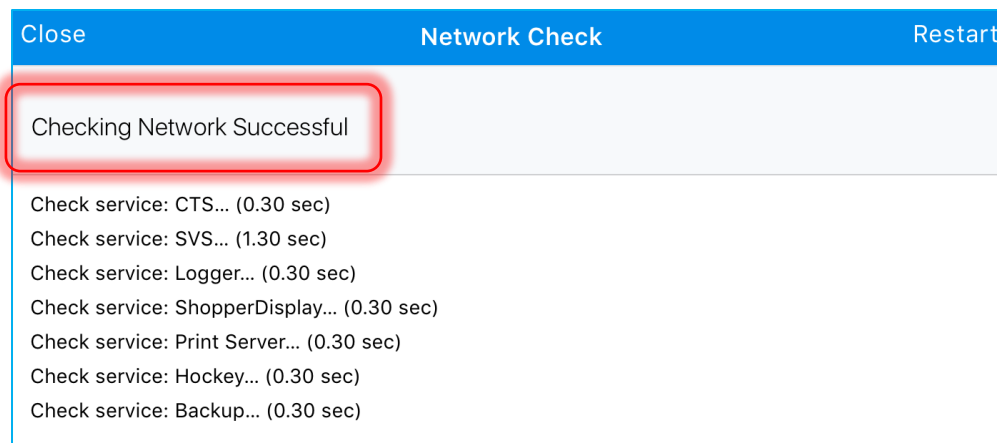 Close Network Check Restart
Checking Network Successful
Check service: CTS... (0.30 sec)
Check service: SVS... (1.30 sec)
Check service: Logger... (0.30 sec)
Check service: ShopperDisplay... (0.30 sec)
Check service: Print Server... (0.30 sec)
Check service: Hockey... (0.30 sec)
Check service: Backup... (0.30 sec)